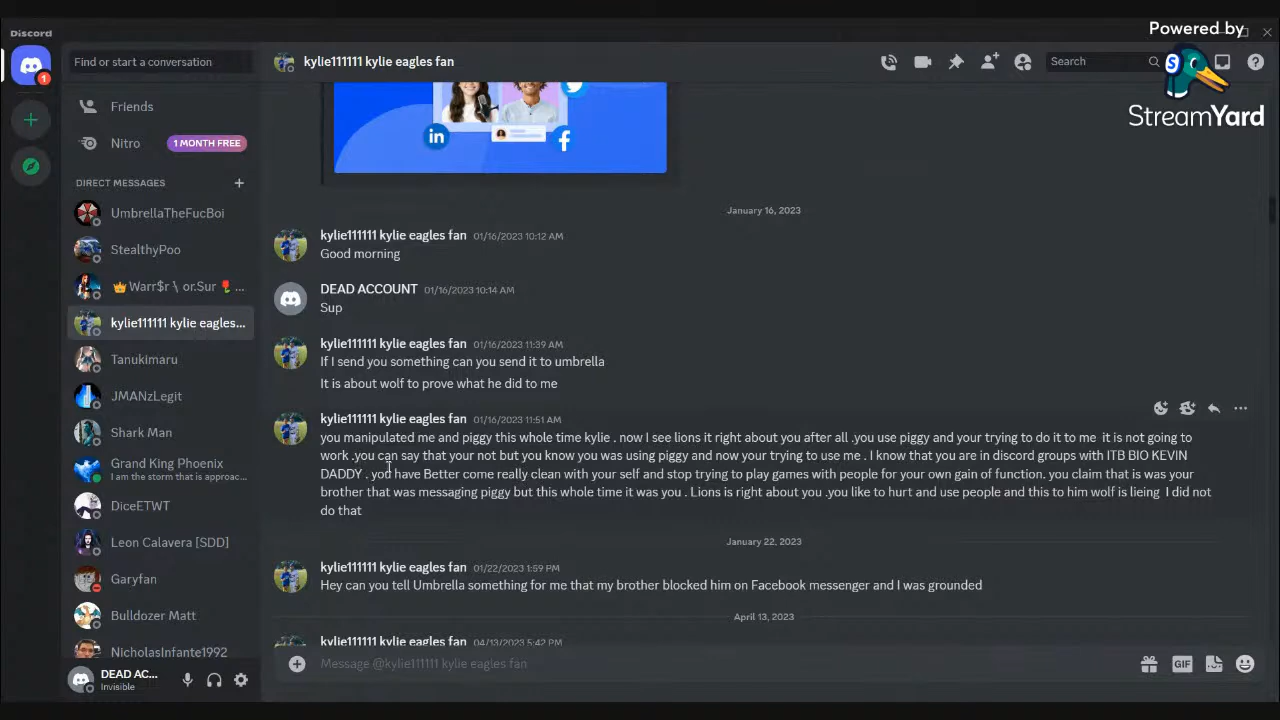 Discord
Powered by
StreamYard
Find or start a conversation
kylie111111 kylie eagles fan
Search
Friends
Nitro
1 MONTH FREE
DIRECT MESSAGES
UmbrellaTheFucBoi
StealthyPoo
👑Warr$r \ or.Sur🌹...
kylie111111 kylie eagles...
Tanukimaru
JMANzLegit
Shark Man
Grand King Phoenix
I am the storm that is approac...
DiceETWT
Leon Calavera [SDD]
Garyfan
Bulldozer Matt
NicholasInfante1992
DEAD AC...
Invisible
in
January 16, 2023
kylie111111 kylie eagles fan 01/16/2023 10:12 AM
Good morning
DEAD ACCOUNT 01/16/2023 10:14 AM
Sup
kylie111111 kylie eagles fan 01/16/2023 11:39 AM
If I send you something can you send it to umbrella
It is about wolf to prove what he did to me
kylie111111 kylie eagles fan 01/16/2023 11:51 AM
you manipulated me and piggy this whole time kylie . now I see lions it right about you after all .you use piggy and your trying to do it to me  it is not going to
work .you can say that your not but you know you was using piggy and now your trying to use me . I know that you are in discord groups with ITB BIO KEVIN
DADDY . you have Better come really clean with your self and stop trying to play games with people for your own gain of function. you claim that is was your
brother that was messaging piggy but this whole time it was you . Lions is right about you .you like to hurt and use people and this to him wolf is lieing  I did not
do that
January 22, 2023
kylie111111 kylie eagles fan 01/22/2023 1:59 PM
Hey can you tell Umbrella something for me that my brother blocked him on Facebook messenger and I was grounded
April 13, 2023
kylie111111 kylie eagles fan 04/13/2023 5:42 PM
Message @kylie111111 kylie eagles fan
GIF